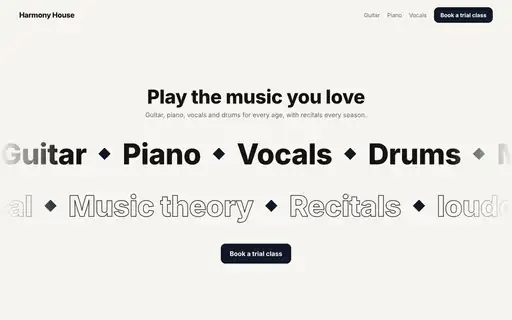 Harmony House
Guitar Piano Vocals Book a trial class
Play the music you love
Guitar, piano, vocals and drums for every age, with recitals every season.
Guitar ◆ Piano ◆ Vocals ◆ Drums ◆
◆ Music theory ◆ Recitals ◆
Book a trial class